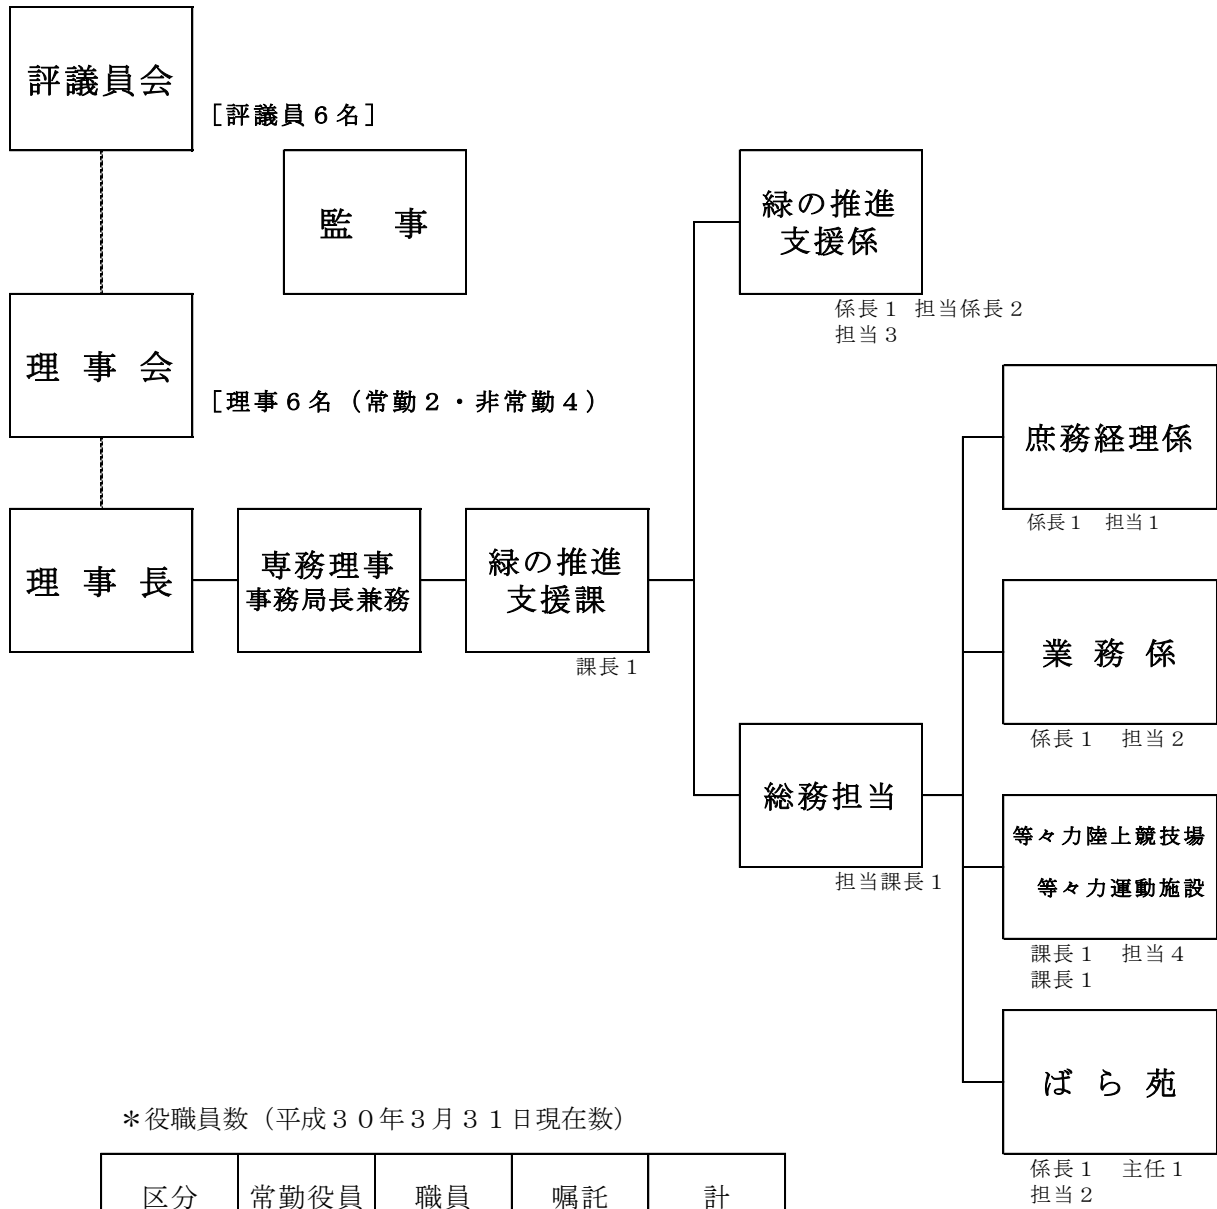 評議員会
［評議員６名］
監　事
理 事 会
［理事６名（常勤２・非常勤４）
理 事 長
専務理事
事務局長兼務
緑の推進
支援課
課長１
緑の推進
支援係
係長１ 担当係長２
担当３
総務担当
担当課長１
庶務経理係
係長１　担当１
業 務 係
係長１　担当２
等々力陸上競技場
等々力運動施設
課長１　担当４
課長１
ば ら 苑
係長１　主任１
担当２
＊役職員数（平成３０年３月３１日現在数）
区分　常勤役員　職員　嘱託　計